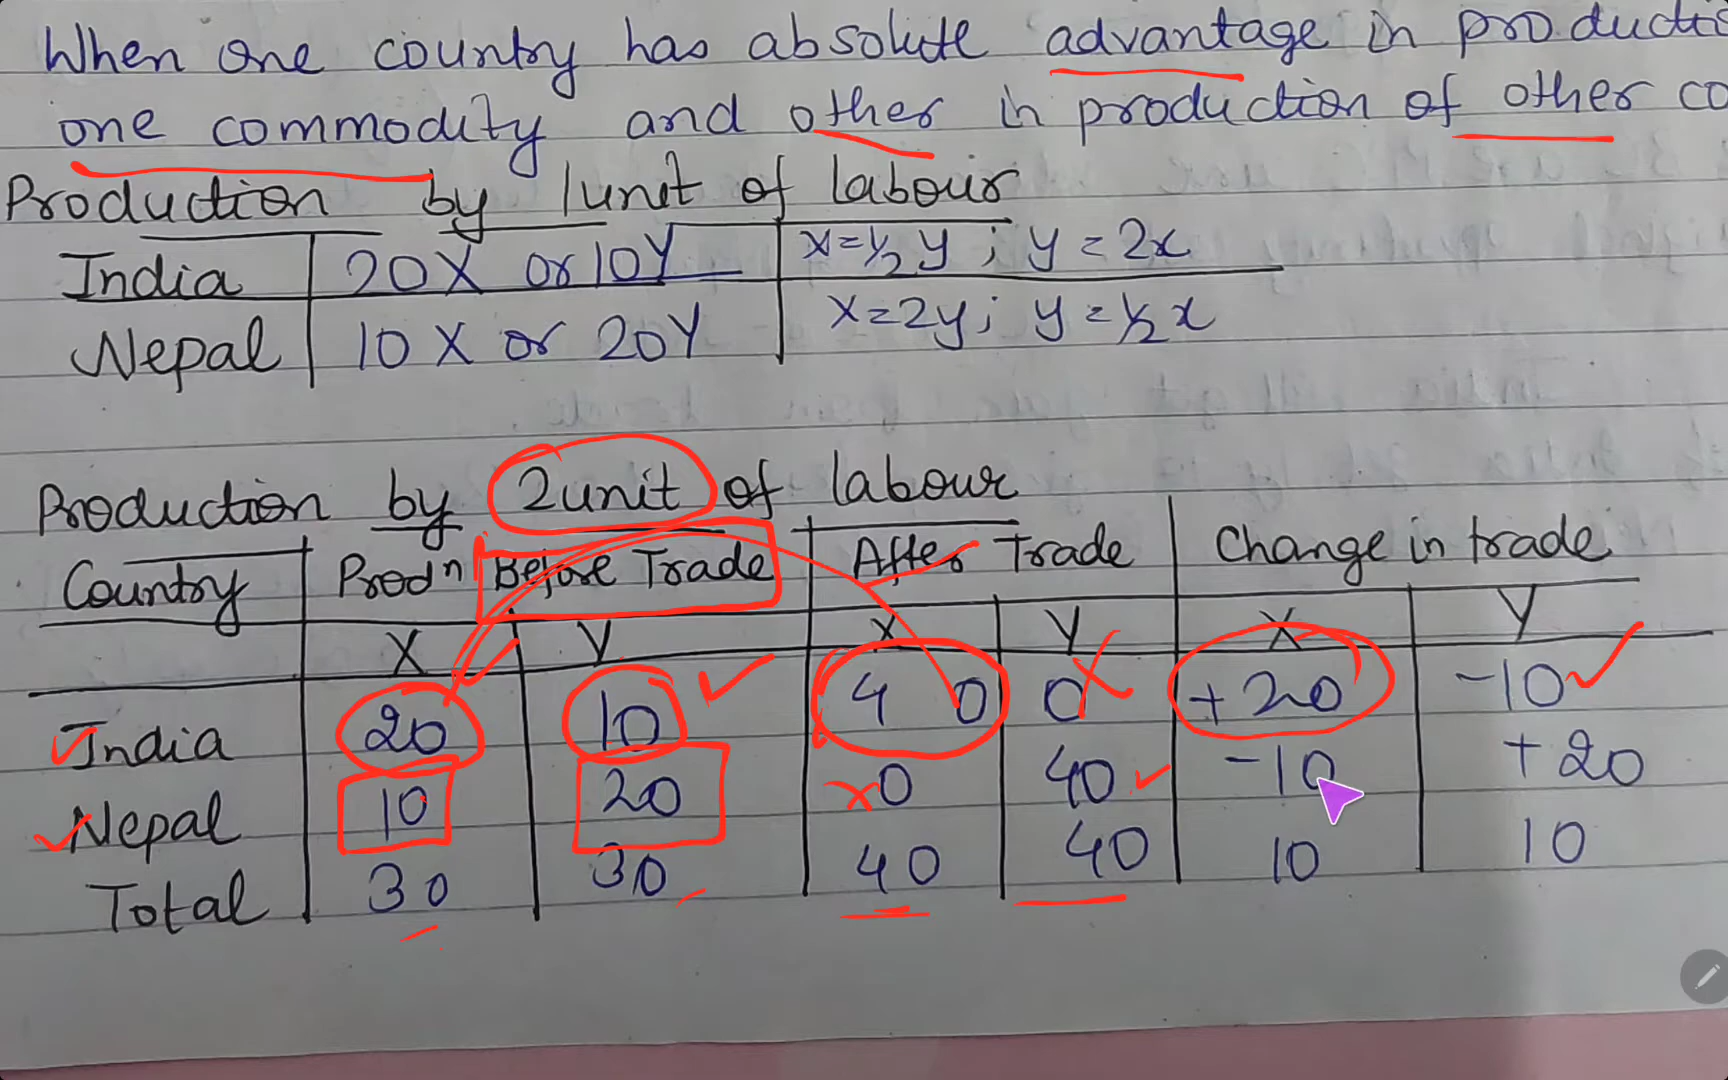 When one country has absolute advantage in producti
one commodity and other in production of other co
Production by 1unit of labour
India 20X or 10Y x=1/2y ; y=2x
Nepal 10X or 20Y x=2y; y=1/2x
Production by 2unit of labour
Country Prodn Before Trade After Trade Change in trade
X Y X Y X Y
India 20 10 40 0 +20 -10
Nepal 10 20 0 40 -10 +20
Total 30 30 40 40 10 10